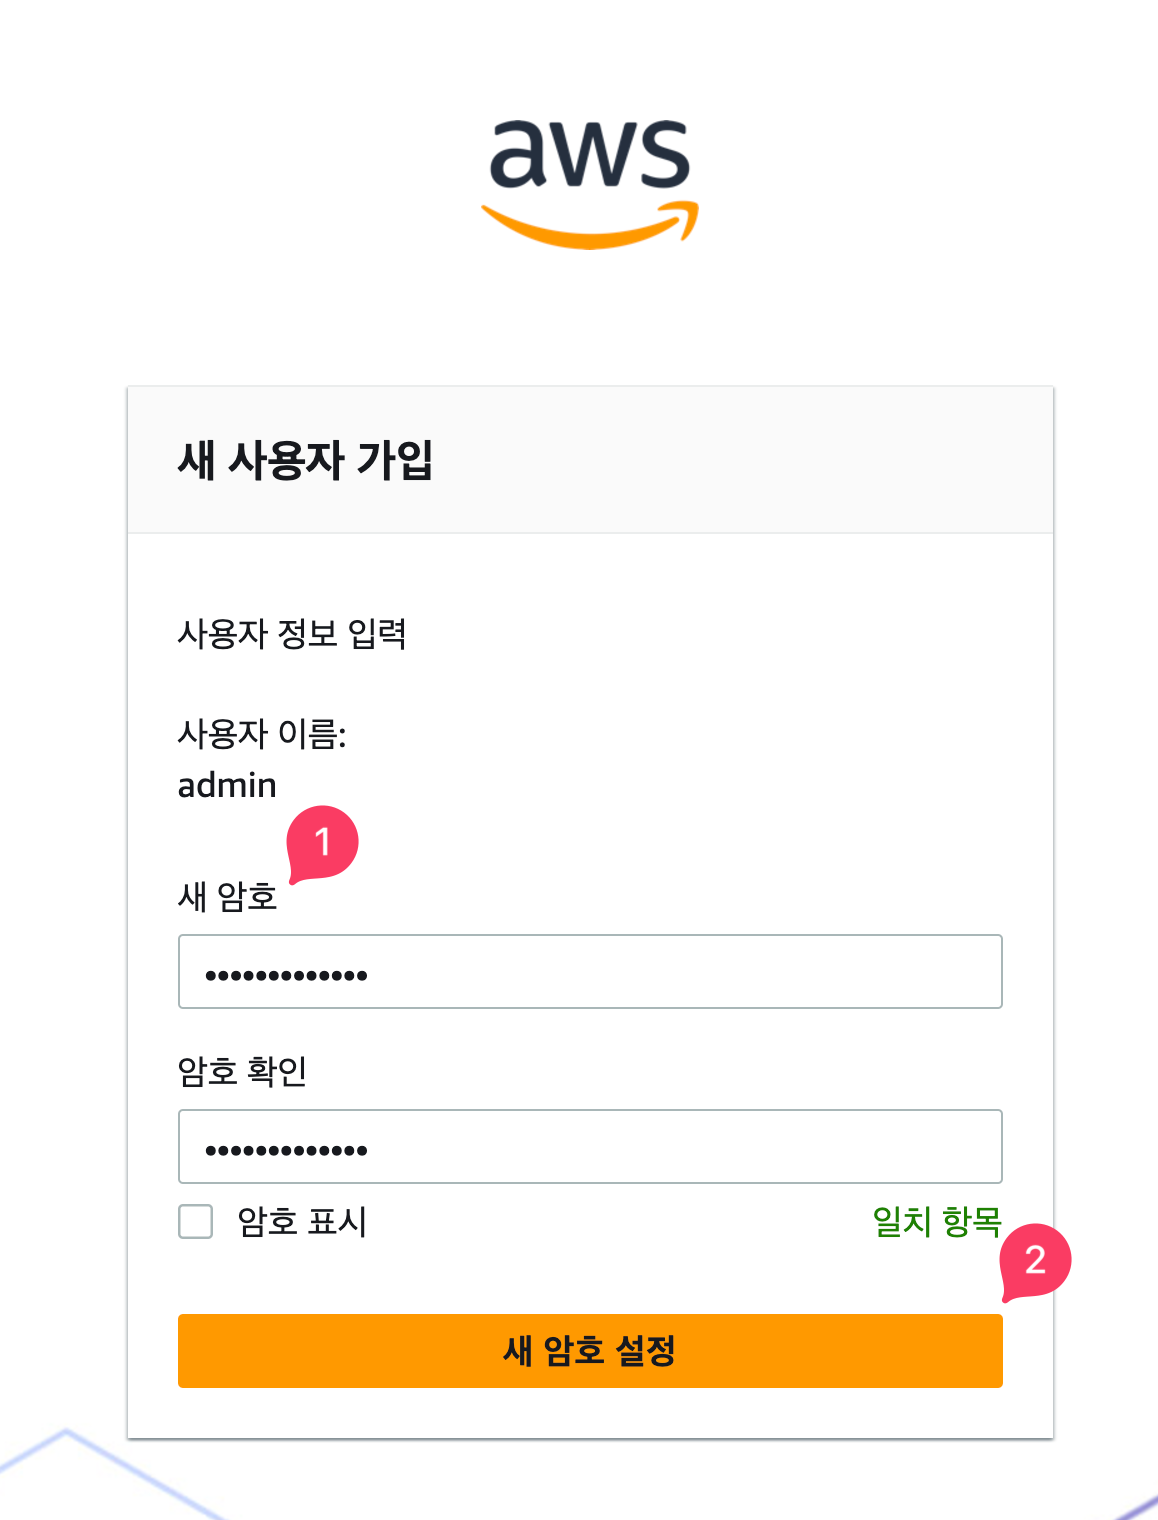 aws
새 사용자 가입
사용자 정보 입력
사용자 이름:
admin
1
새 암호
•••••••••••••
암호 확인
•••••••••••••
암호 표시
일치 항목
2
새 암호 설정